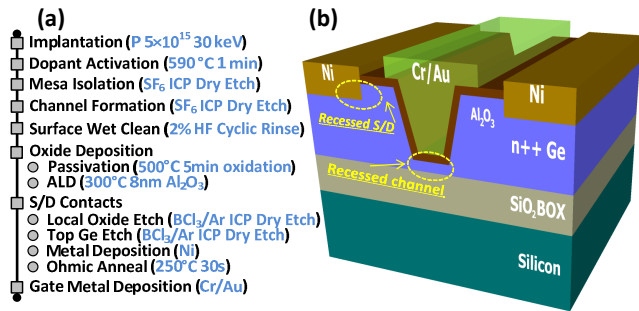 (a)
Implantation (P 5×10¹⁵ 30 keV)
Dopant Activation (590 °C 1 min)
Mesa Isolation (SF₆ ICP Dry Etch)
Channel Formation (SF₆ ICP Dry Etch)
Surface Wet Clean (2% HF Cyclic Rinse)
Oxide Deposition
Passivation (500°C 5min oxidation)
ALD (300°C 8nm Al₂O₃)
S/D Contacts
Local Oxide Etch (BCl₃/Ar ICP Dry Etch)
Top Ge Etch (BCl₃/Ar ICP Dry Etch)
Metal Deposition (Ni)
Ohmic Anneal (250°C 30s)
Gate Metal Deposition (Cr/Au)
(b)
Ni
Cr/Au
Ni
Recessed S/D
Al₂O₃
n++ Ge
Recessed channel
SiO₂BOX
Silicon